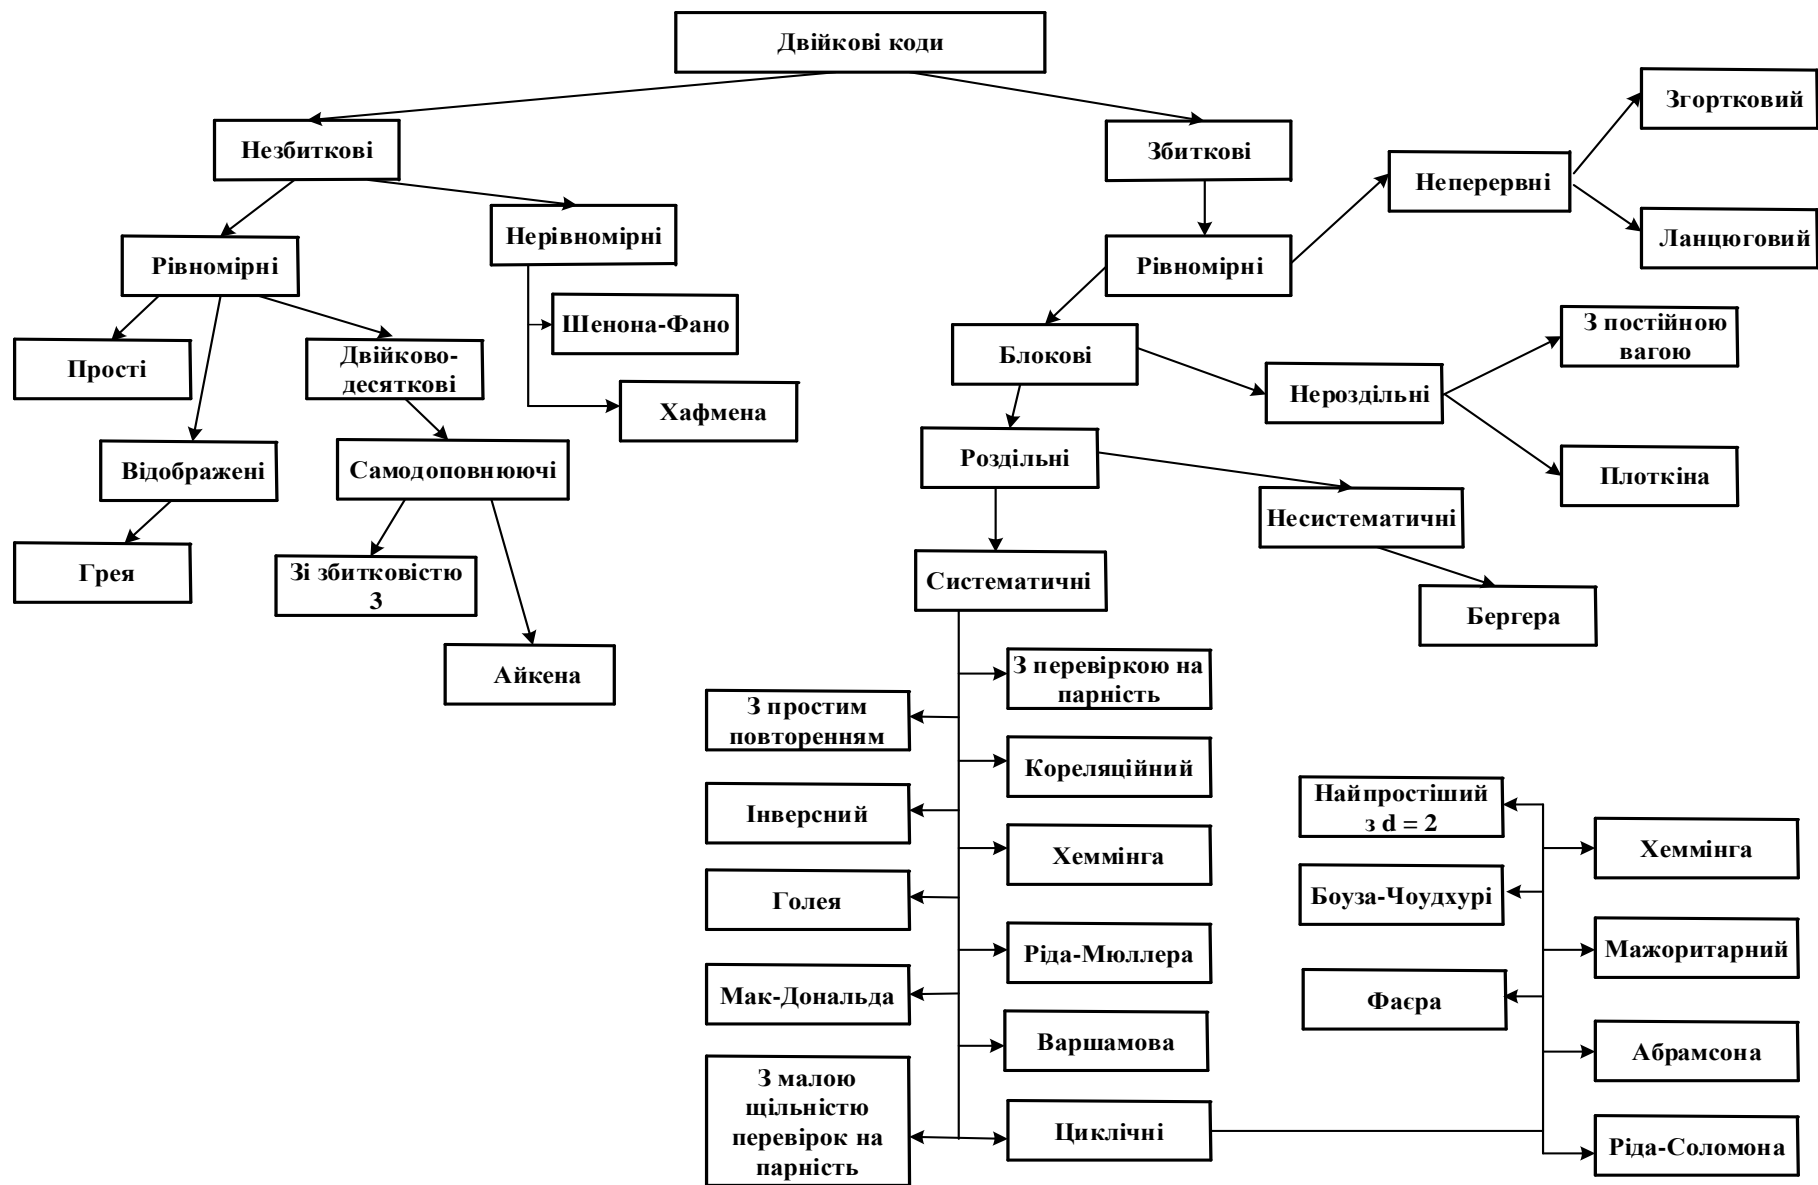 Двійкові коди
Незбиткові
Збиткові
Згортковий
Неперервні
Нерівномірні
Ланцюговий
Рівномірні
Рівномірні
Шенона-Фано
З постійною
вагою
Прості
Двійково-
десяткові
Блокові
Нероздільні
Хафмена
Відображені
Самодоповнюючі
Роздільні
Плоткіна
Несистематичні
Грея
Зі збитковістю
3
Систематичні
Бергера
Айкена
З перевіркою на
парність
З простим
повторенням
Кореляційний
Найпростіший
з d = 2
Інверсний
Хеммінга
Хеммінга
Голея
Боуза-Чоудхурі
Ріда-Мюллера
Мажоритарний
Мак-Дональда
Фаєра
Варшамова
Абрамсона
З малою
щільністю
перевірок на
парність
Циклічні
Ріда-Соломона